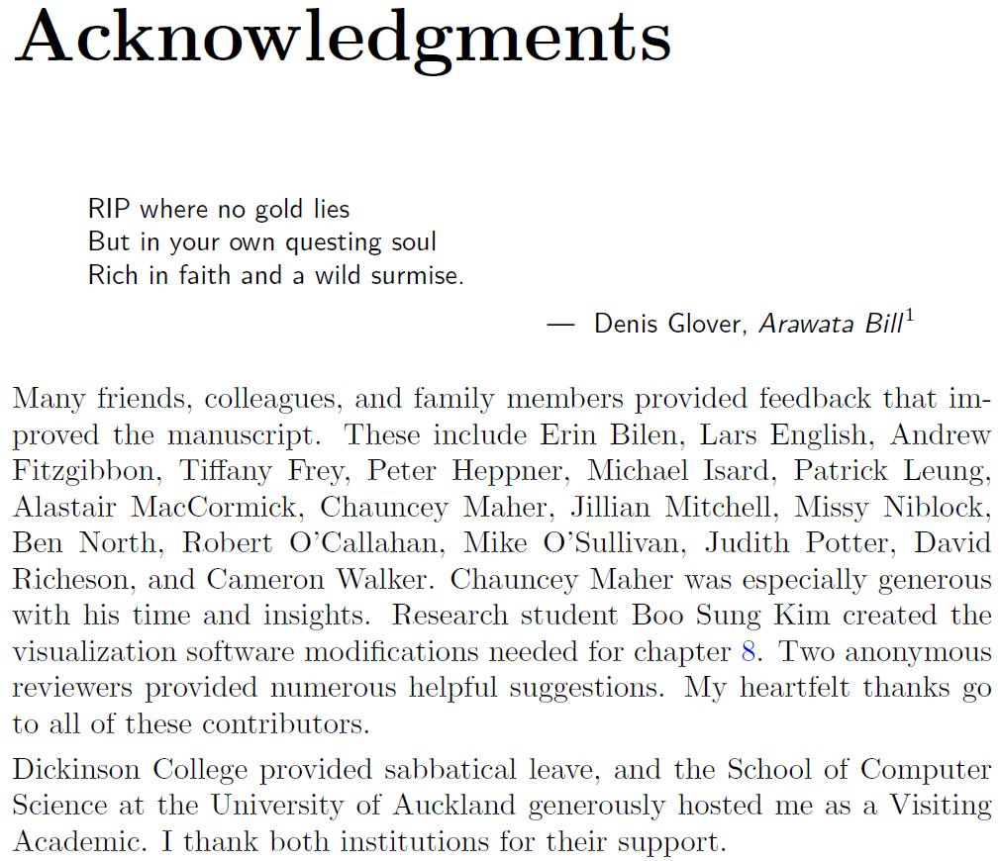 Acknowledgments
RIP where no gold lies
But in your own questing soul
Rich in faith and a wild surmise.
— Denis Glover, Arawata Bill¹
Many friends, colleagues, and family members provided feedback that im-
proved the manuscript. These include Erin Bilen, Lars English, Andrew
Fitzgibbon, Tiffany Frey, Peter Heppner, Michael Isard, Patrick Leung,
Alastair MacCormick, Chauncey Maher, Jillian Mitchell, Missy Niblock,
Ben North, Robert O'Callahan, Mike O'Sullivan, Judith Potter, David
Richeson, and Cameron Walker. Chauncey Maher was especially generous
with his time and insights. Research student Boo Sung Kim created the
visualization software modifications needed for chapter 8. Two anonymous
reviewers provided numerous helpful suggestions. My heartfelt thanks go
to all of these contributors.
Dickinson College provided sabbatical leave, and the School of Computer
Science at the University of Auckland generously hosted me as a Visiting
Academic. I thank both institutions for their support.